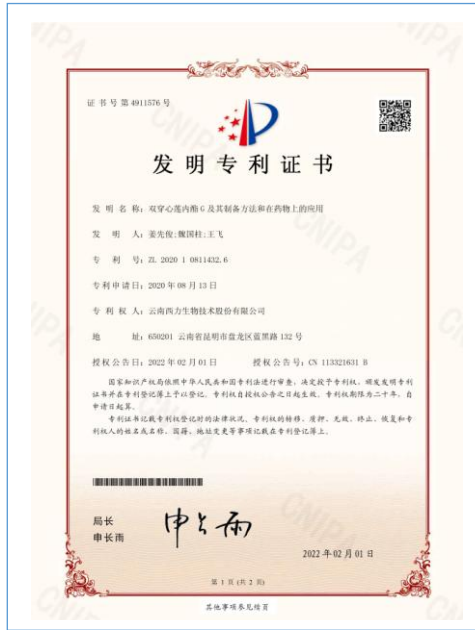 证书号第4911576号
发明专利证书
发明名称:双穿心莲内酯G及其制备方法和在药物上的应用
发明人:姜光俊;魏国柱;王飞
专利号:ZL 2020 1 0811432.6
专利申请日:2020年08月13日
专利权人:云南西力生物技术股份有限公司
地址:650201 云南省昆明市盘龙区蓝黑路132号
授权公告日:2022年02月01日 授权公告号:CN 113321631 B
国家知识产权局依照中华人民共和国专利法进行审查,决定授予专利权,颁发发明专利
证书并在专利登记簿上予以登记。专利权自授权公告之日起生效。专利权期限为二十年,自
申请日起算。
专利证书记载专利权登记时的法律状况。专利权的转移、质押、无效、终止、恢复和专
利权人的姓名或名称、国籍、地址变更等事项记载在专利登记簿上。
局长
申长雨
申长雨
2022年02月01日
第1页(共2页)
其他事项参见续页
CNIPA
CNIPA
CNIPA
CNIPA
CNIPA